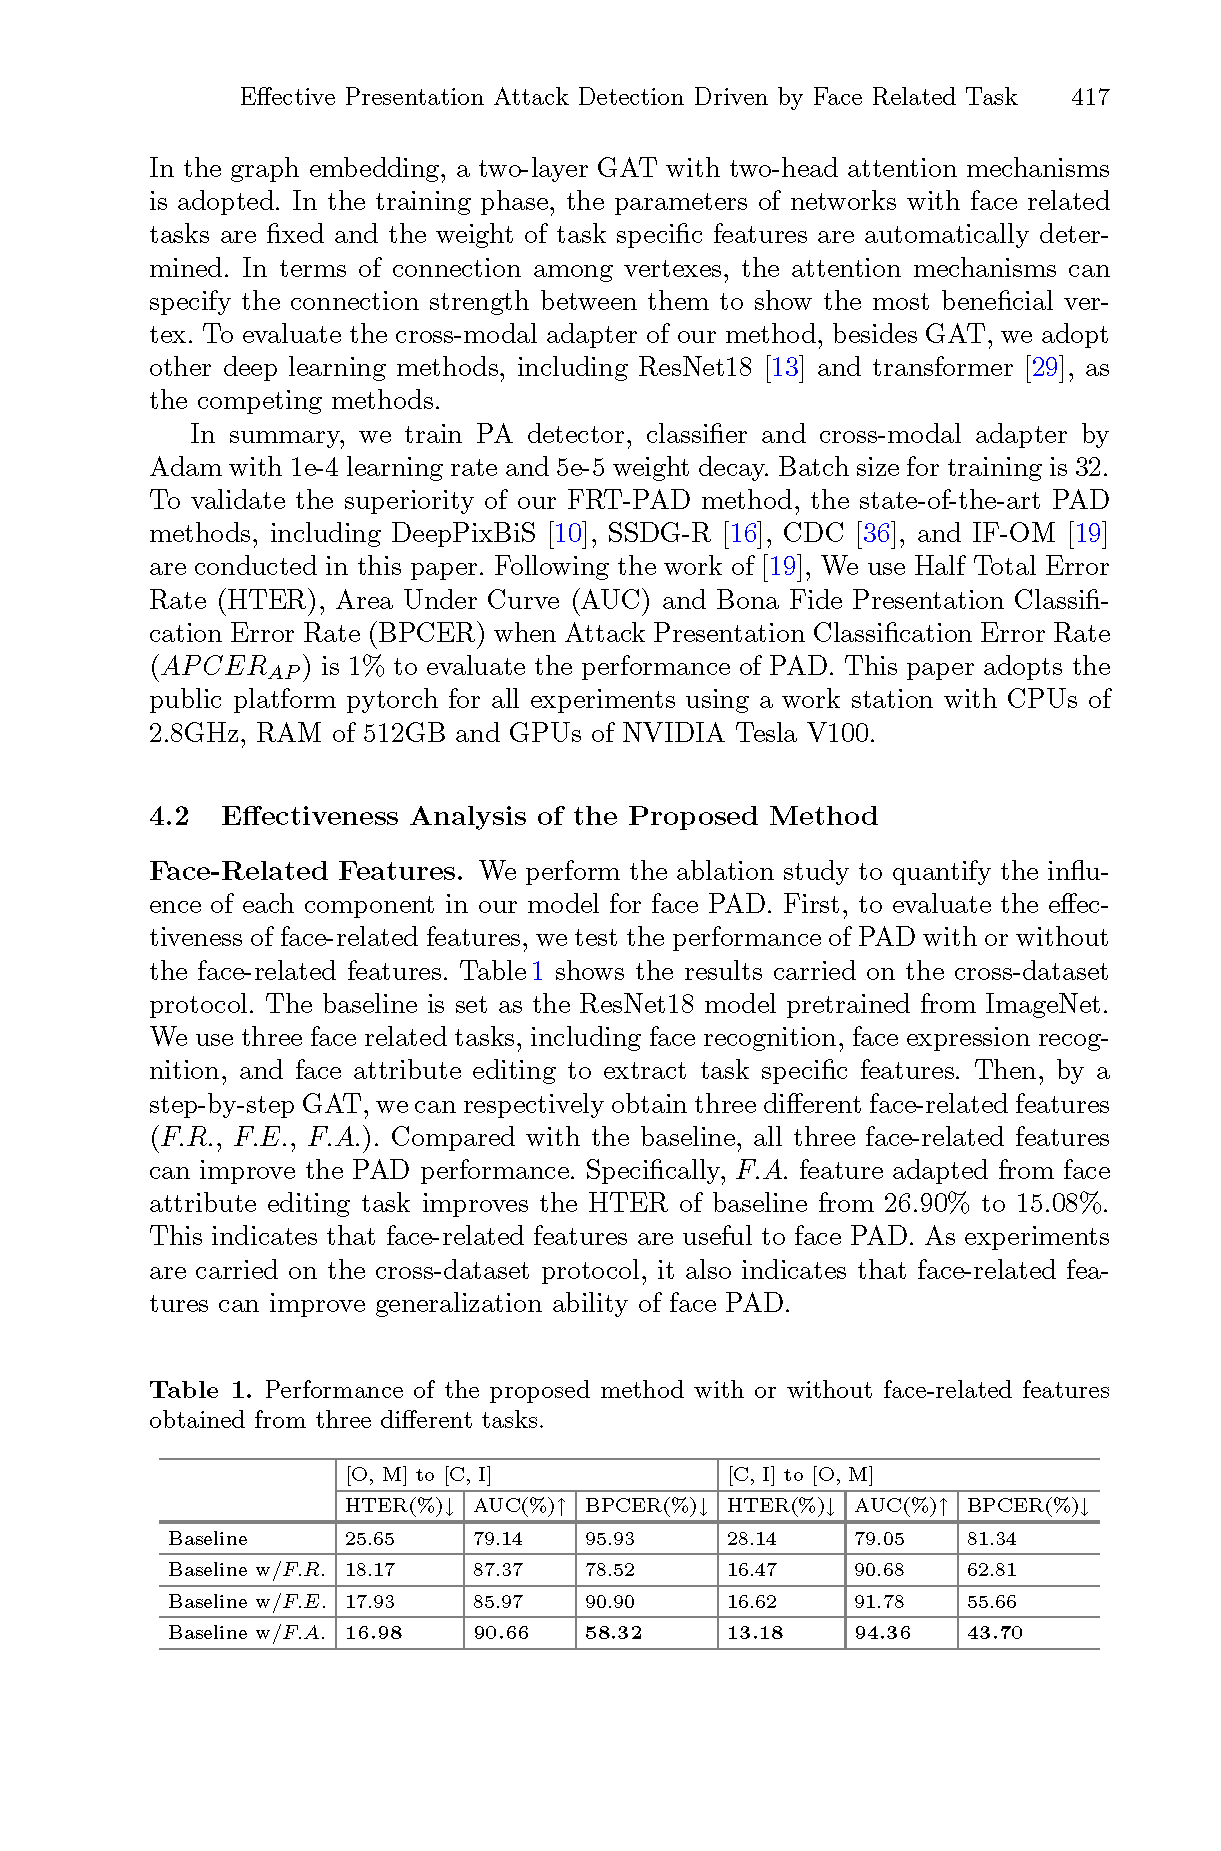 Effective Presentation Attack Detection Driven by Face Related Task 417
In the graph embedding, a two-layer GAT with two-head attention mechanisms
is adopted. In the training phase, the parameters of networks with face related
tasks are fixed and the weight of task specific features are automatically deter-
mined. In terms of connection among vertexes, the attention mechanisms can
specify the connection strength between them to show the most beneficial ver-
tex. To evaluate the cross-modal adapter of our method, besides GAT, we adopt
other deep learning methods, including ResNet18 [13] and transformer [29], as
the competing methods.
In summary, we train PA detector, classifier and cross-modal adapter by
Adam with 1e-4 learning rate and 5e-5 weight decay. Batch size for training is 32.
To validate the superiority of our FRT-PAD method, the state-of-the-art PAD
methods, including DeepPixBiS [10], SSDG-R [16], CDC [36], and IF-OM [19]
are conducted in this paper. Following the work of [19], We use Half Total Error
Rate (HTER), Area Under Curve (AUC) and Bona Fide Presentation Classifi-
cation Error Rate (BPCER) when Attack Presentation Classification Error Rate
(APCER_AP) is 1% to evaluate the performance of PAD. This paper adopts the
public platform pytorch for all experiments using a work station with CPUs of
2.8GHz, RAM of 512GB and GPUs of NVIDIA Tesla V100.
4.2 Effectiveness Analysis of the Proposed Method
Face-Related Features. We perform the ablation study to quantify the influ-
ence of each component in our model for face PAD. First, to evaluate the effec-
tiveness of face-related features, we test the performance of PAD with or without
the face-related features. Table 1 shows the results carried on the cross-dataset
protocol. The baseline is set as the ResNet18 model pretrained from ImageNet.
We use three face related tasks, including face recognition, face expression recog-
nition, and face attribute editing to extract task specific features. Then, by a
step-by-step GAT, we can respectively obtain three different face-related features
(F.R., F.E., F.A.). Compared with the baseline, all three face-related features
can improve the PAD performance. Specifically, F.A. feature adapted from face
attribute editing task improves the HTER of baseline from 26.90% to 15.08%.
This indicates that face-related features are useful to face PAD. As experiments
are carried on the cross-dataset protocol, it also indicates that face-related fea-
tures can improve generalization ability of face PAD.
Table 1. Performance of the proposed method with or without face-related features
obtained from three different tasks.
[O, M] to [C, I] [C, I] to [O, M]
HTER(%)↓ AUC(%)↑ BPCER(%)↓ HTER(%)↓ AUC(%)↑ BPCER(%)↓
Baseline 25.65 79.14 95.93 28.14 79.05 81.34
Baseline w/F.R. 18.17 87.37 78.52 16.47 90.68 62.81
Baseline w/F.E. 17.93 85.97 90.90 16.62 91.78 55.66
Baseline w/F.A. 16.98 90.66 58.32 13.18 94.36 43.70